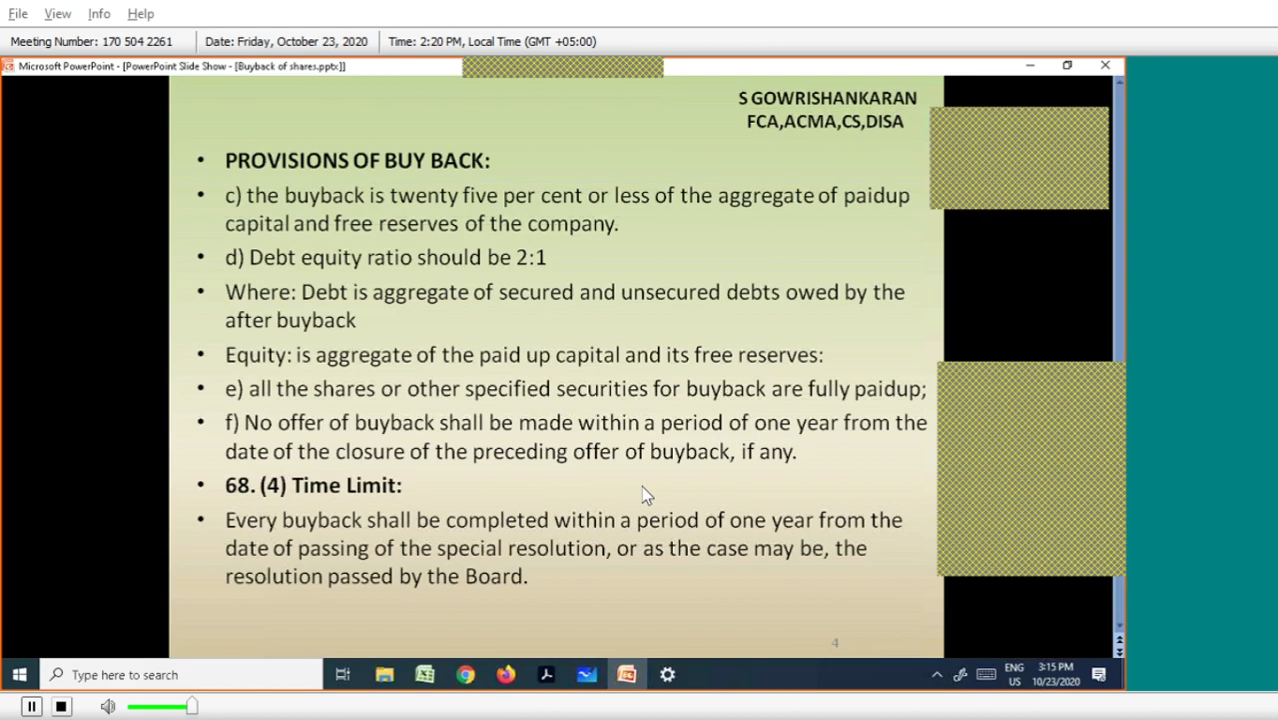 File View Info Help
Meeting Number: 170 504 2261 Date: Friday, October 23, 2020 Time: 2:20 PM, Local Time (GMT +05:00)
Microsoft PowerPoint - [PowerPoint Slide Show - [Buyback of shares.pptx]]
S GOWRISHANKARAN
FCA,ACMA,CS,DISA
• PROVISIONS OF BUY BACK:
• c) the buyback is twenty five per cent or less of the aggregate of paidup
capital and free reserves of the company.
• d) Debt equity ratio should be 2:1
• Where: Debt is aggregate of secured and unsecured debts owed by the
after buyback
• Equity: is aggregate of the paid up capital and its free reserves:
• e) all the shares or other specified securities for buyback are fully paidup;
• f) No offer of buyback shall be made within a period of one year from the
date of the closure of the preceding offer of buyback, if any.
• 68. (4) Time Limit:
• Every buyback shall be completed within a period of one year from the
date of passing of the special resolution, or as the case may be, the
resolution passed by the Board.
4
Type here to search
ENG
US
3:15 PM
10/23/2020